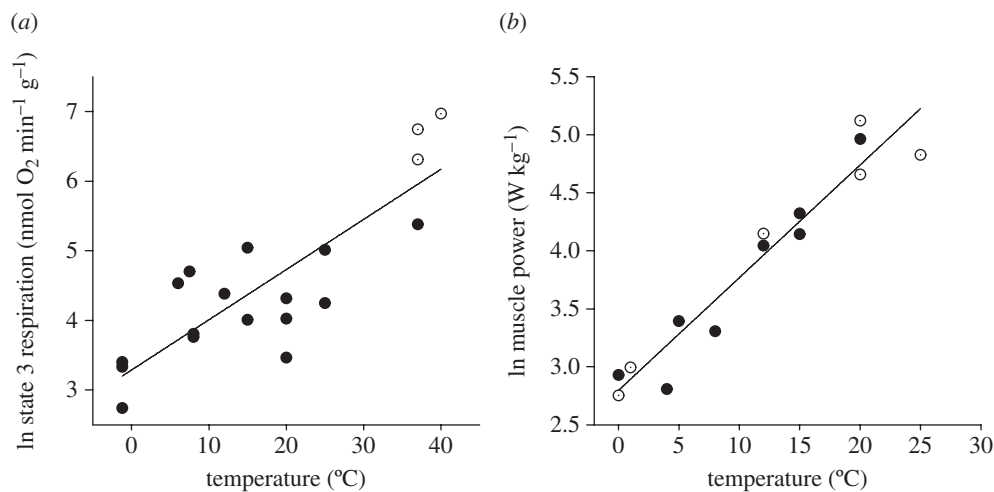 (a)
ln state 3 respiration (nmol O₂ min⁻¹ g⁻¹)
7
6
5
4
3
0 10 20 30 40
temperature (ºC)
(b)
ln muscle power (W kg⁻¹)
5.5
5.0
4.5
4.0
3.5
3.0
2.5
0 5 10 15 20 25 30
temperature (ºC)